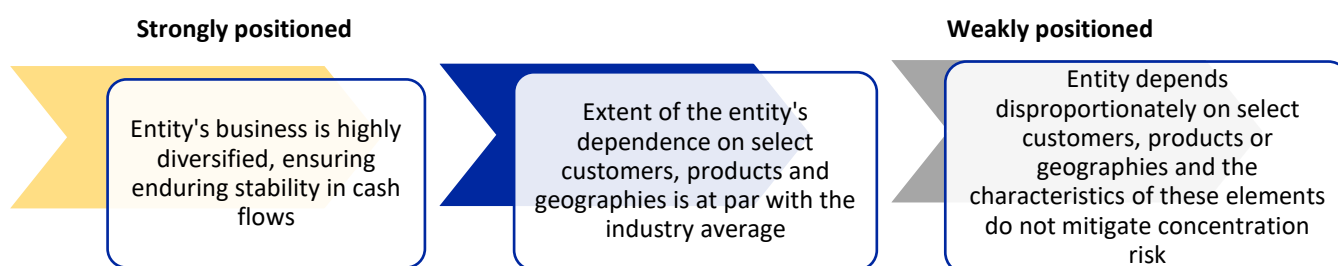 Strongly positioned
Weakly positioned
Entity's business is highly
diversified, ensuring
enduring stability in cash
flows
Extent of the entity's
dependence on select
customers, products and
geographies is at par with the
industry average
Entity depends
disproportionately on select
customers, products or
geographies and the
characteristics of these elements
do not mitigate concentration
risk